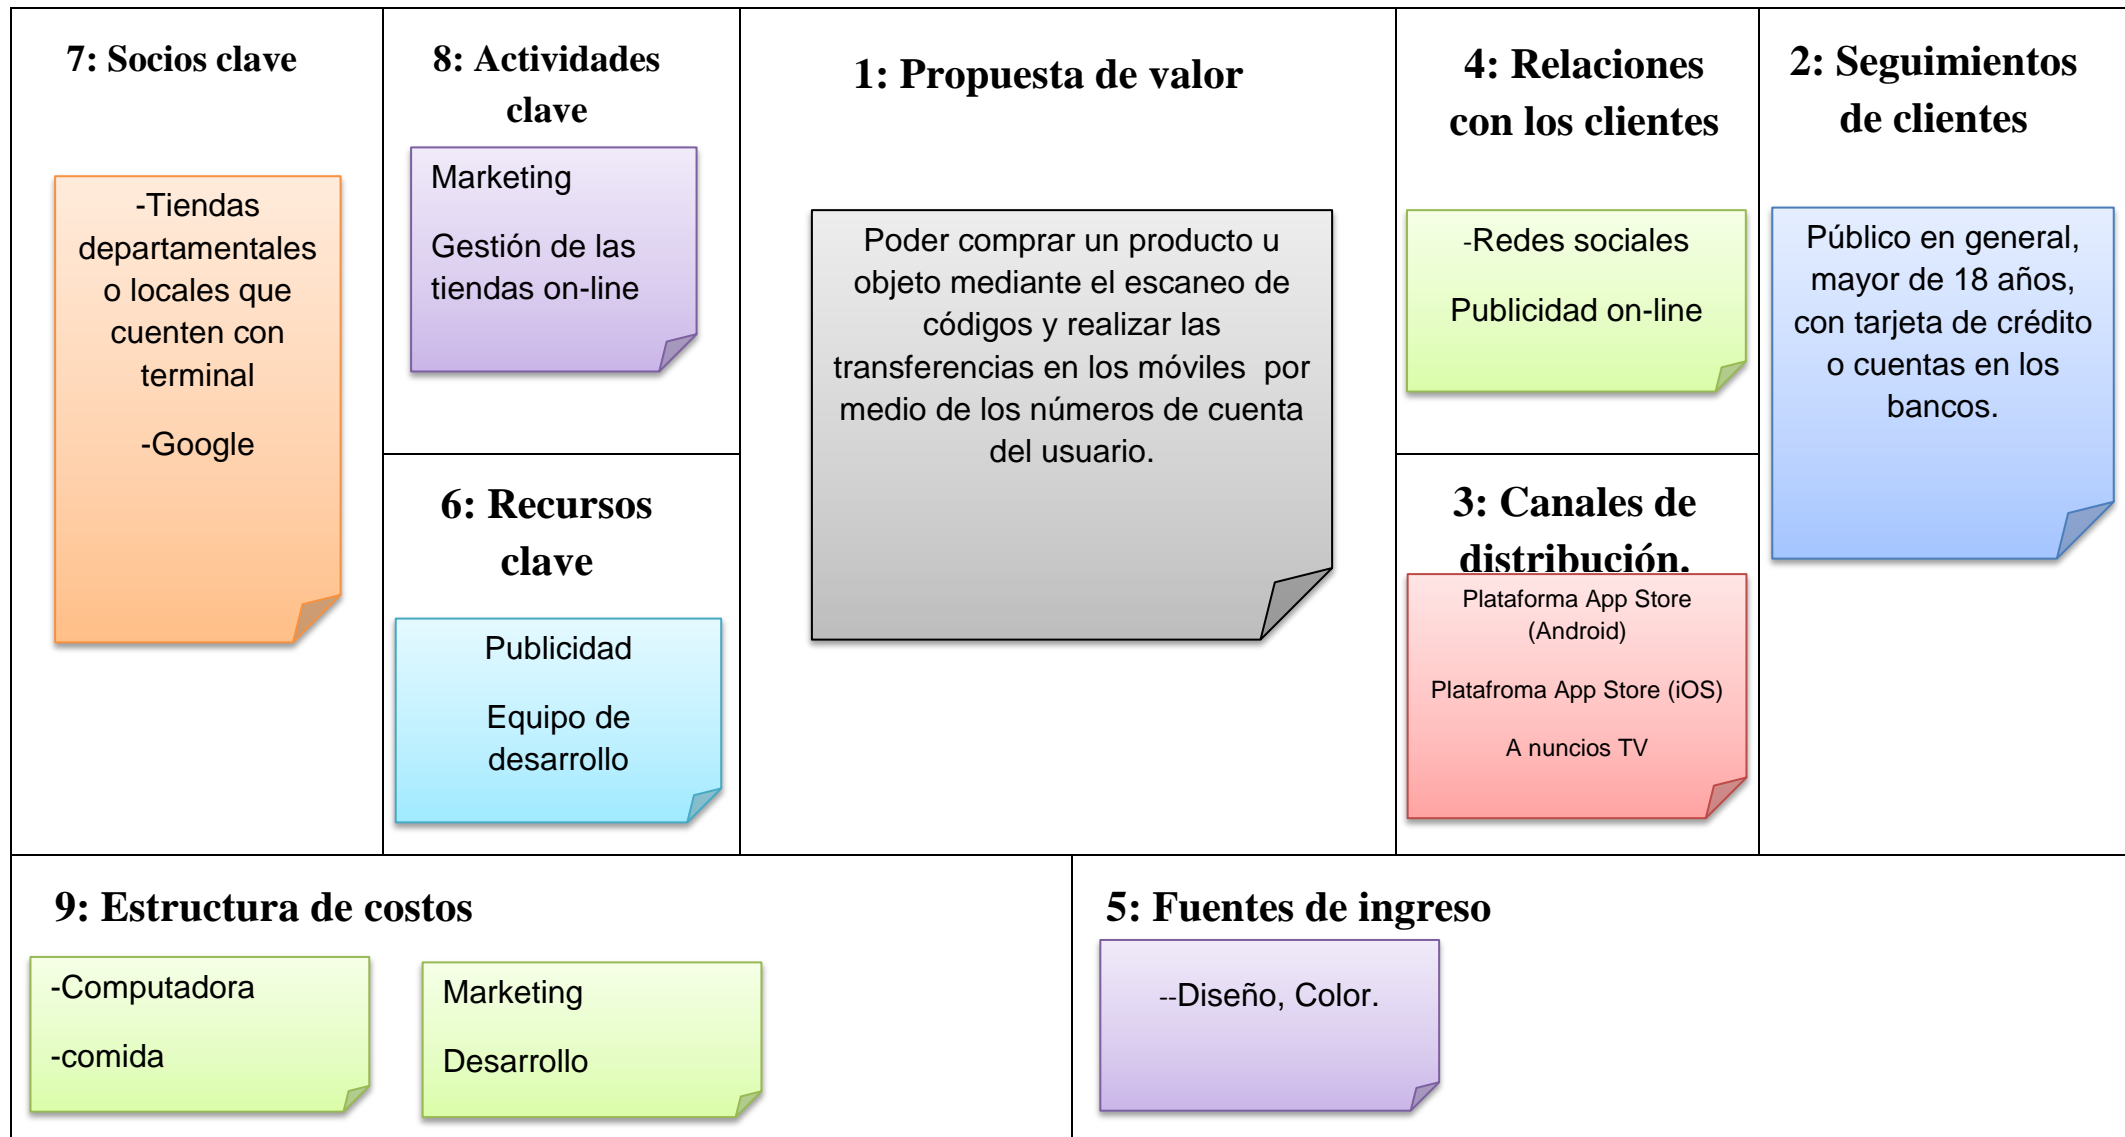 7: Socios clave
-Tiendas
departamentales
o locales que
cuenten con
terminal
-Google
8: Actividades
clave
Marketing
Gestión de las
tiendas on-line
6: Recursos
clave
Publicidad
Equipo de
desarrollo
1: Propuesta de valor
Poder comprar un producto u
objeto mediante el escaneo de
códigos y realizar las
transferencias en los móviles  por
medio de los números de cuenta
del usuario.
4: Relaciones
con los clientes
-Redes sociales
Publicidad on-line
3: Canales de
distribución.
Plataforma App Store
(Android)
Platafroma App Store (iOS)
A nuncios TV
2: Seguimientos
de clientes
Público en general,
mayor de 18 años,
con tarjeta de crédito
o cuentas en los
bancos.
9: Estructura de costos
-Computadora
-comida
Marketing
Desarrollo
5: Fuentes de ingreso
--Diseño, Color.